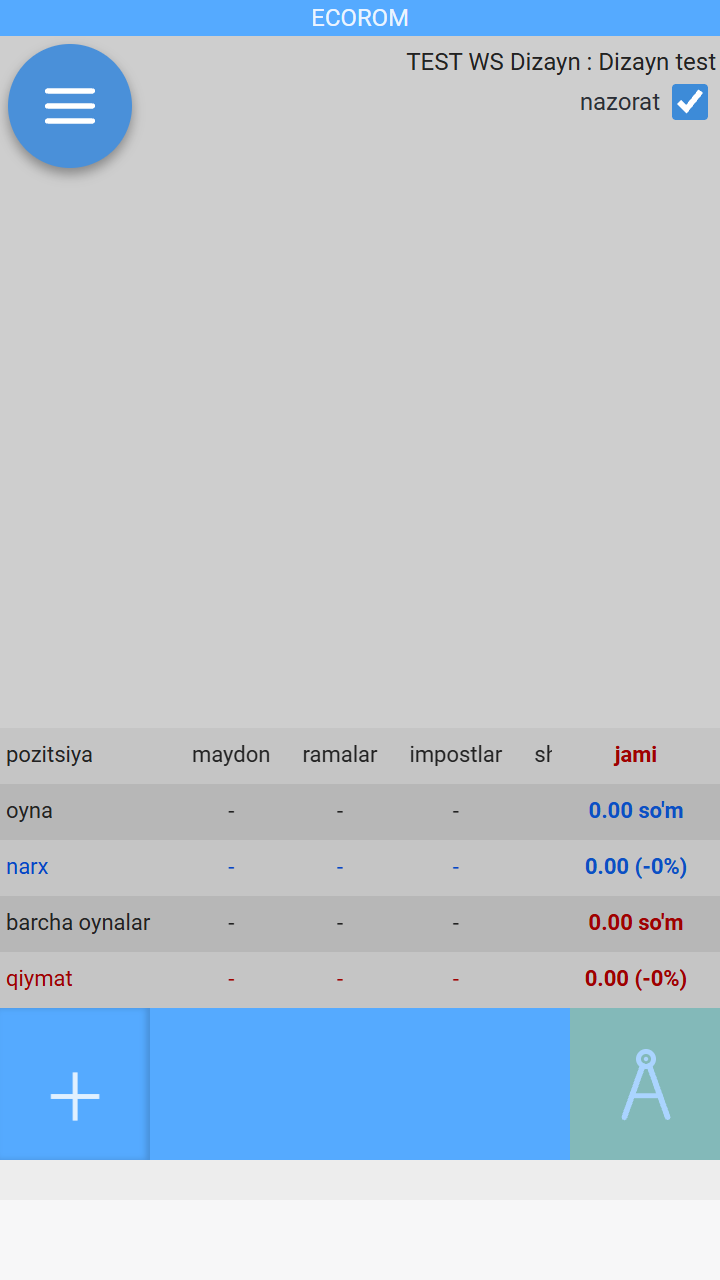 ECOROM
TEST WS Dizayn : Dizayn test
nazorat
pozitsiya maydon ramalar impostlar jami
oyna - - - 0.00 so'm
narx - - - 0.00 (-0%)
barcha oynalar - - - 0.00 so'm
qiymat - - - 0.00 (-0%)